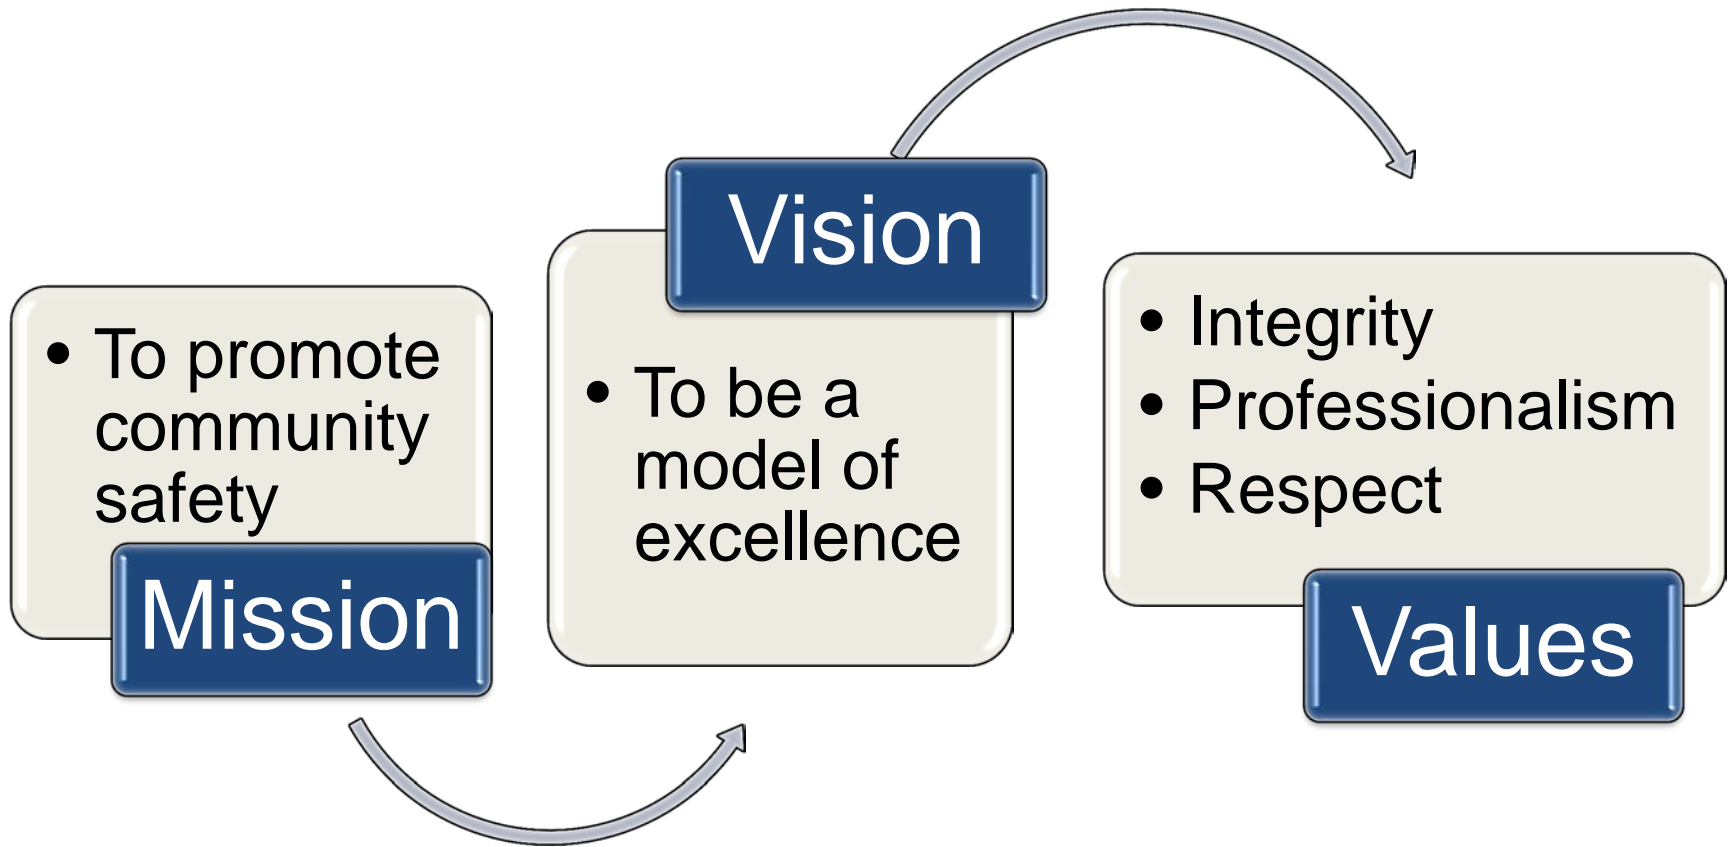 • To promote
community
safety
Mission
Vision
• To be a
model of
excellence
• Integrity
• Professionalism
• Respect
Values